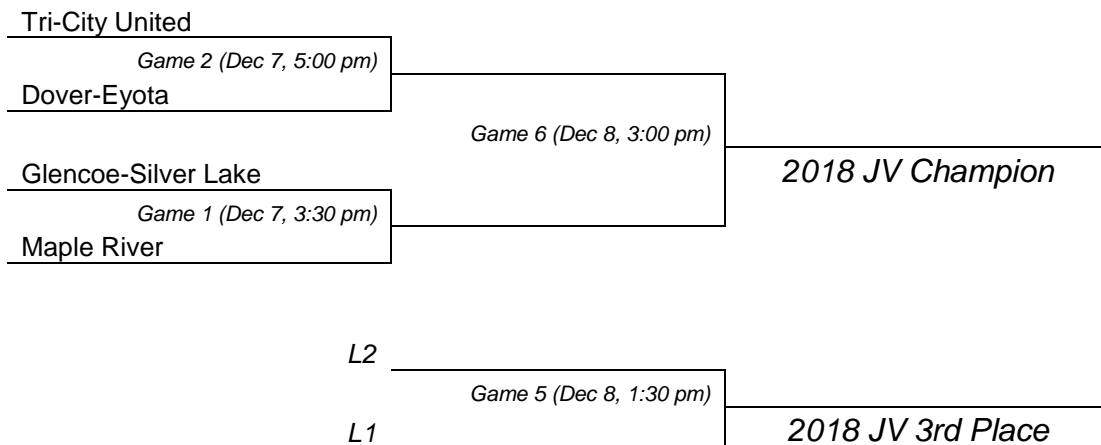 Tri-City United
Game 2 (Dec 7, 5:00 pm)
Dover-Eyota
Game 6 (Dec 8, 3:00 pm)
Glencoe-Silver Lake
2018 JV Champion
Game 1 (Dec 7, 3:30 pm)
Maple River
L2
Game 5 (Dec 8, 1:30 pm)
L1
2018 JV 3rd Place